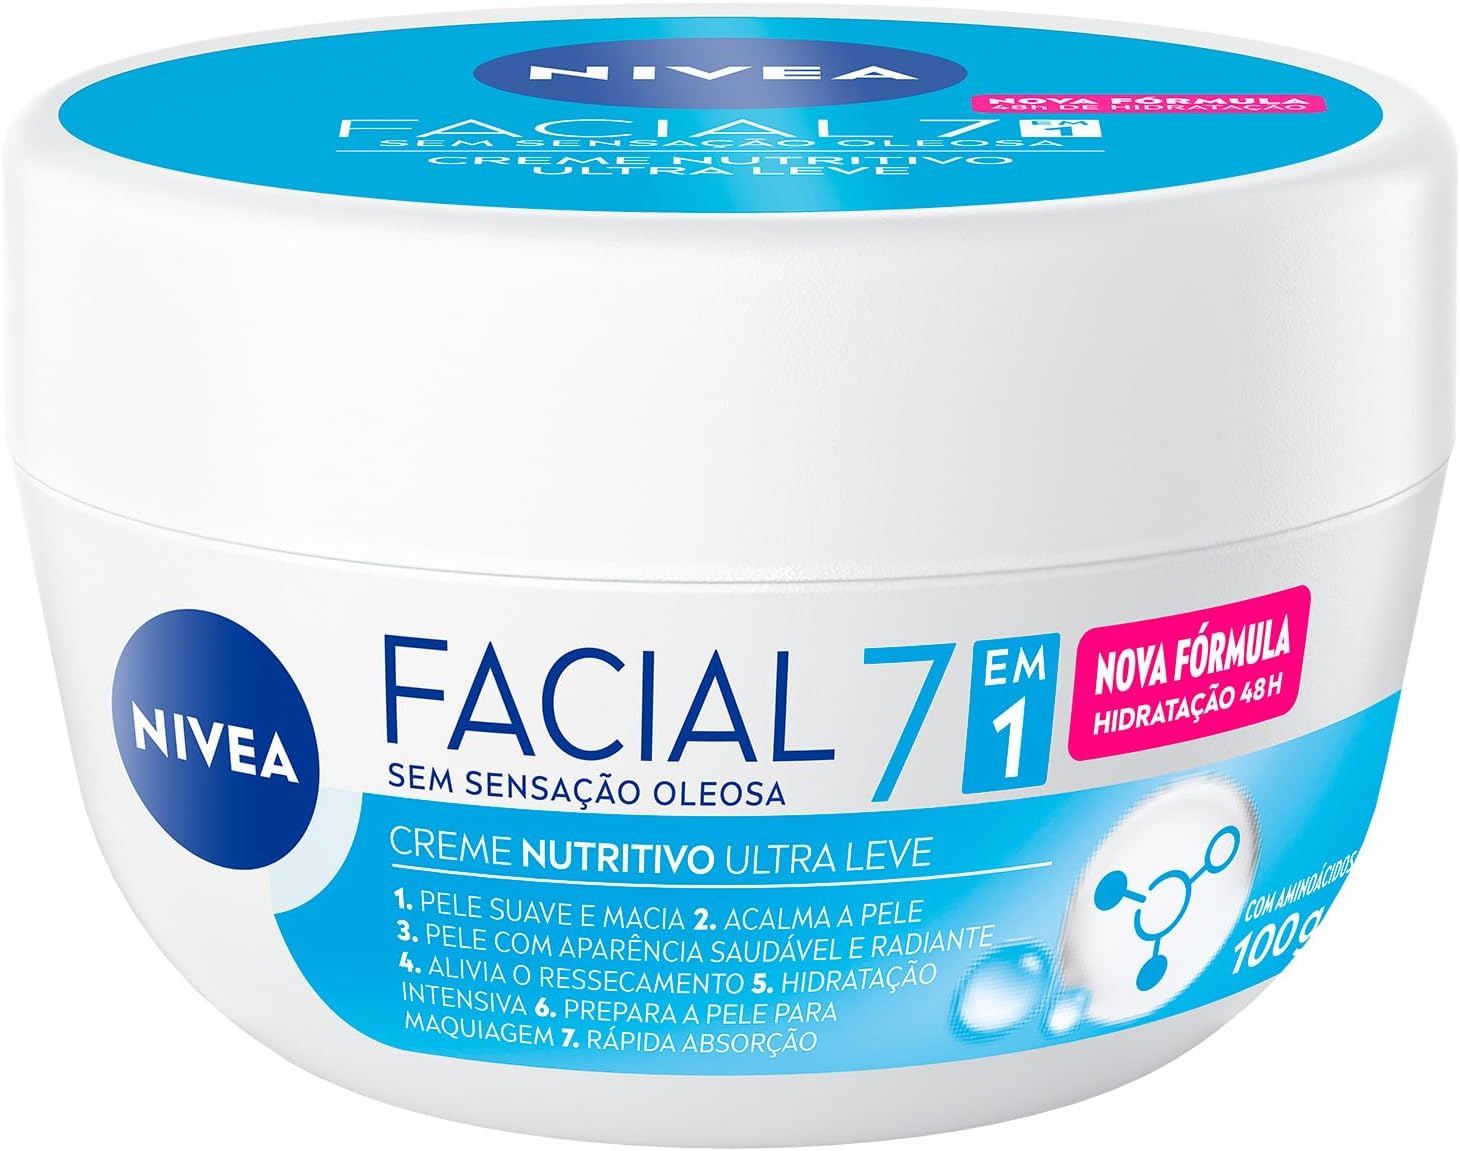 NIVEA
NOVA FÓRMULA
48h DE HIDRATAÇÃO
FACIAL 7 EM 1
SEM SENSAÇÃO OLEOSA
CREME NUTRITIVO
ULTRA LEVE
NIVEA
FACIAL 7 EM 1
SEM SENSAÇÃO OLEOSA
NOVA FÓRMULA
HIDRATAÇÃO 48H
CREME NUTRITIVO ULTRA LEVE
1. PELE SUAVE E MACIA 2. ACALMA A PELE
3. PELE COM APARÊNCIA SAUDÁVEL E RADIANTE
4. ALIVIA O RESSECAMENTO 5. HIDRATAÇÃO
INTENSIVA 6. PREPARA A PELE PARA
MAQUIAGEM 7. RÁPIDA ABSORÇÃO
COM AMINOÁCIDOS
100g